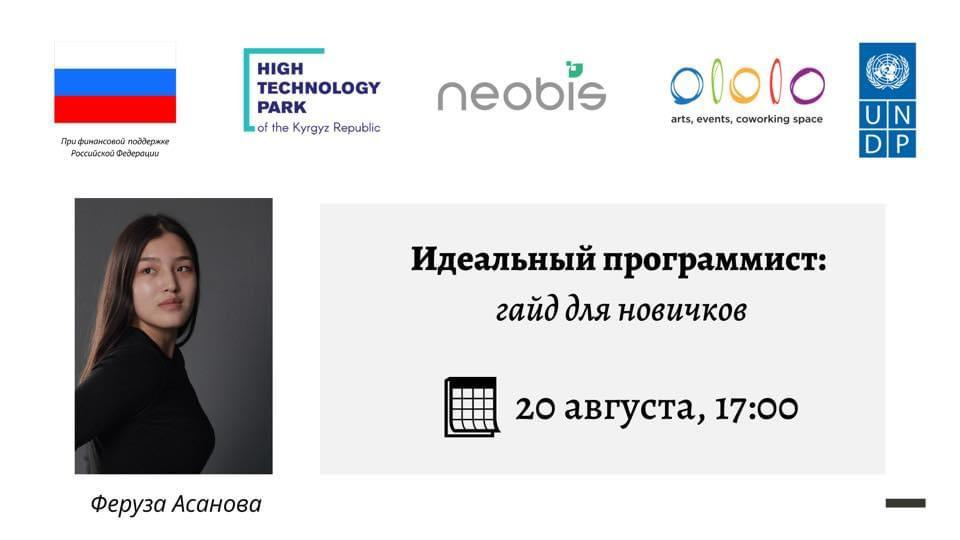 При финансовой поддержке
Российской Федерации
HIGH
TECHNOLOGY
PARK
of the Kyrgyz Republic
neobis
ololo
arts, events, coworking space
UN
DP
Идеальный программист:
гайд для новичков
20 августа, 17:00
Феруза Асанова